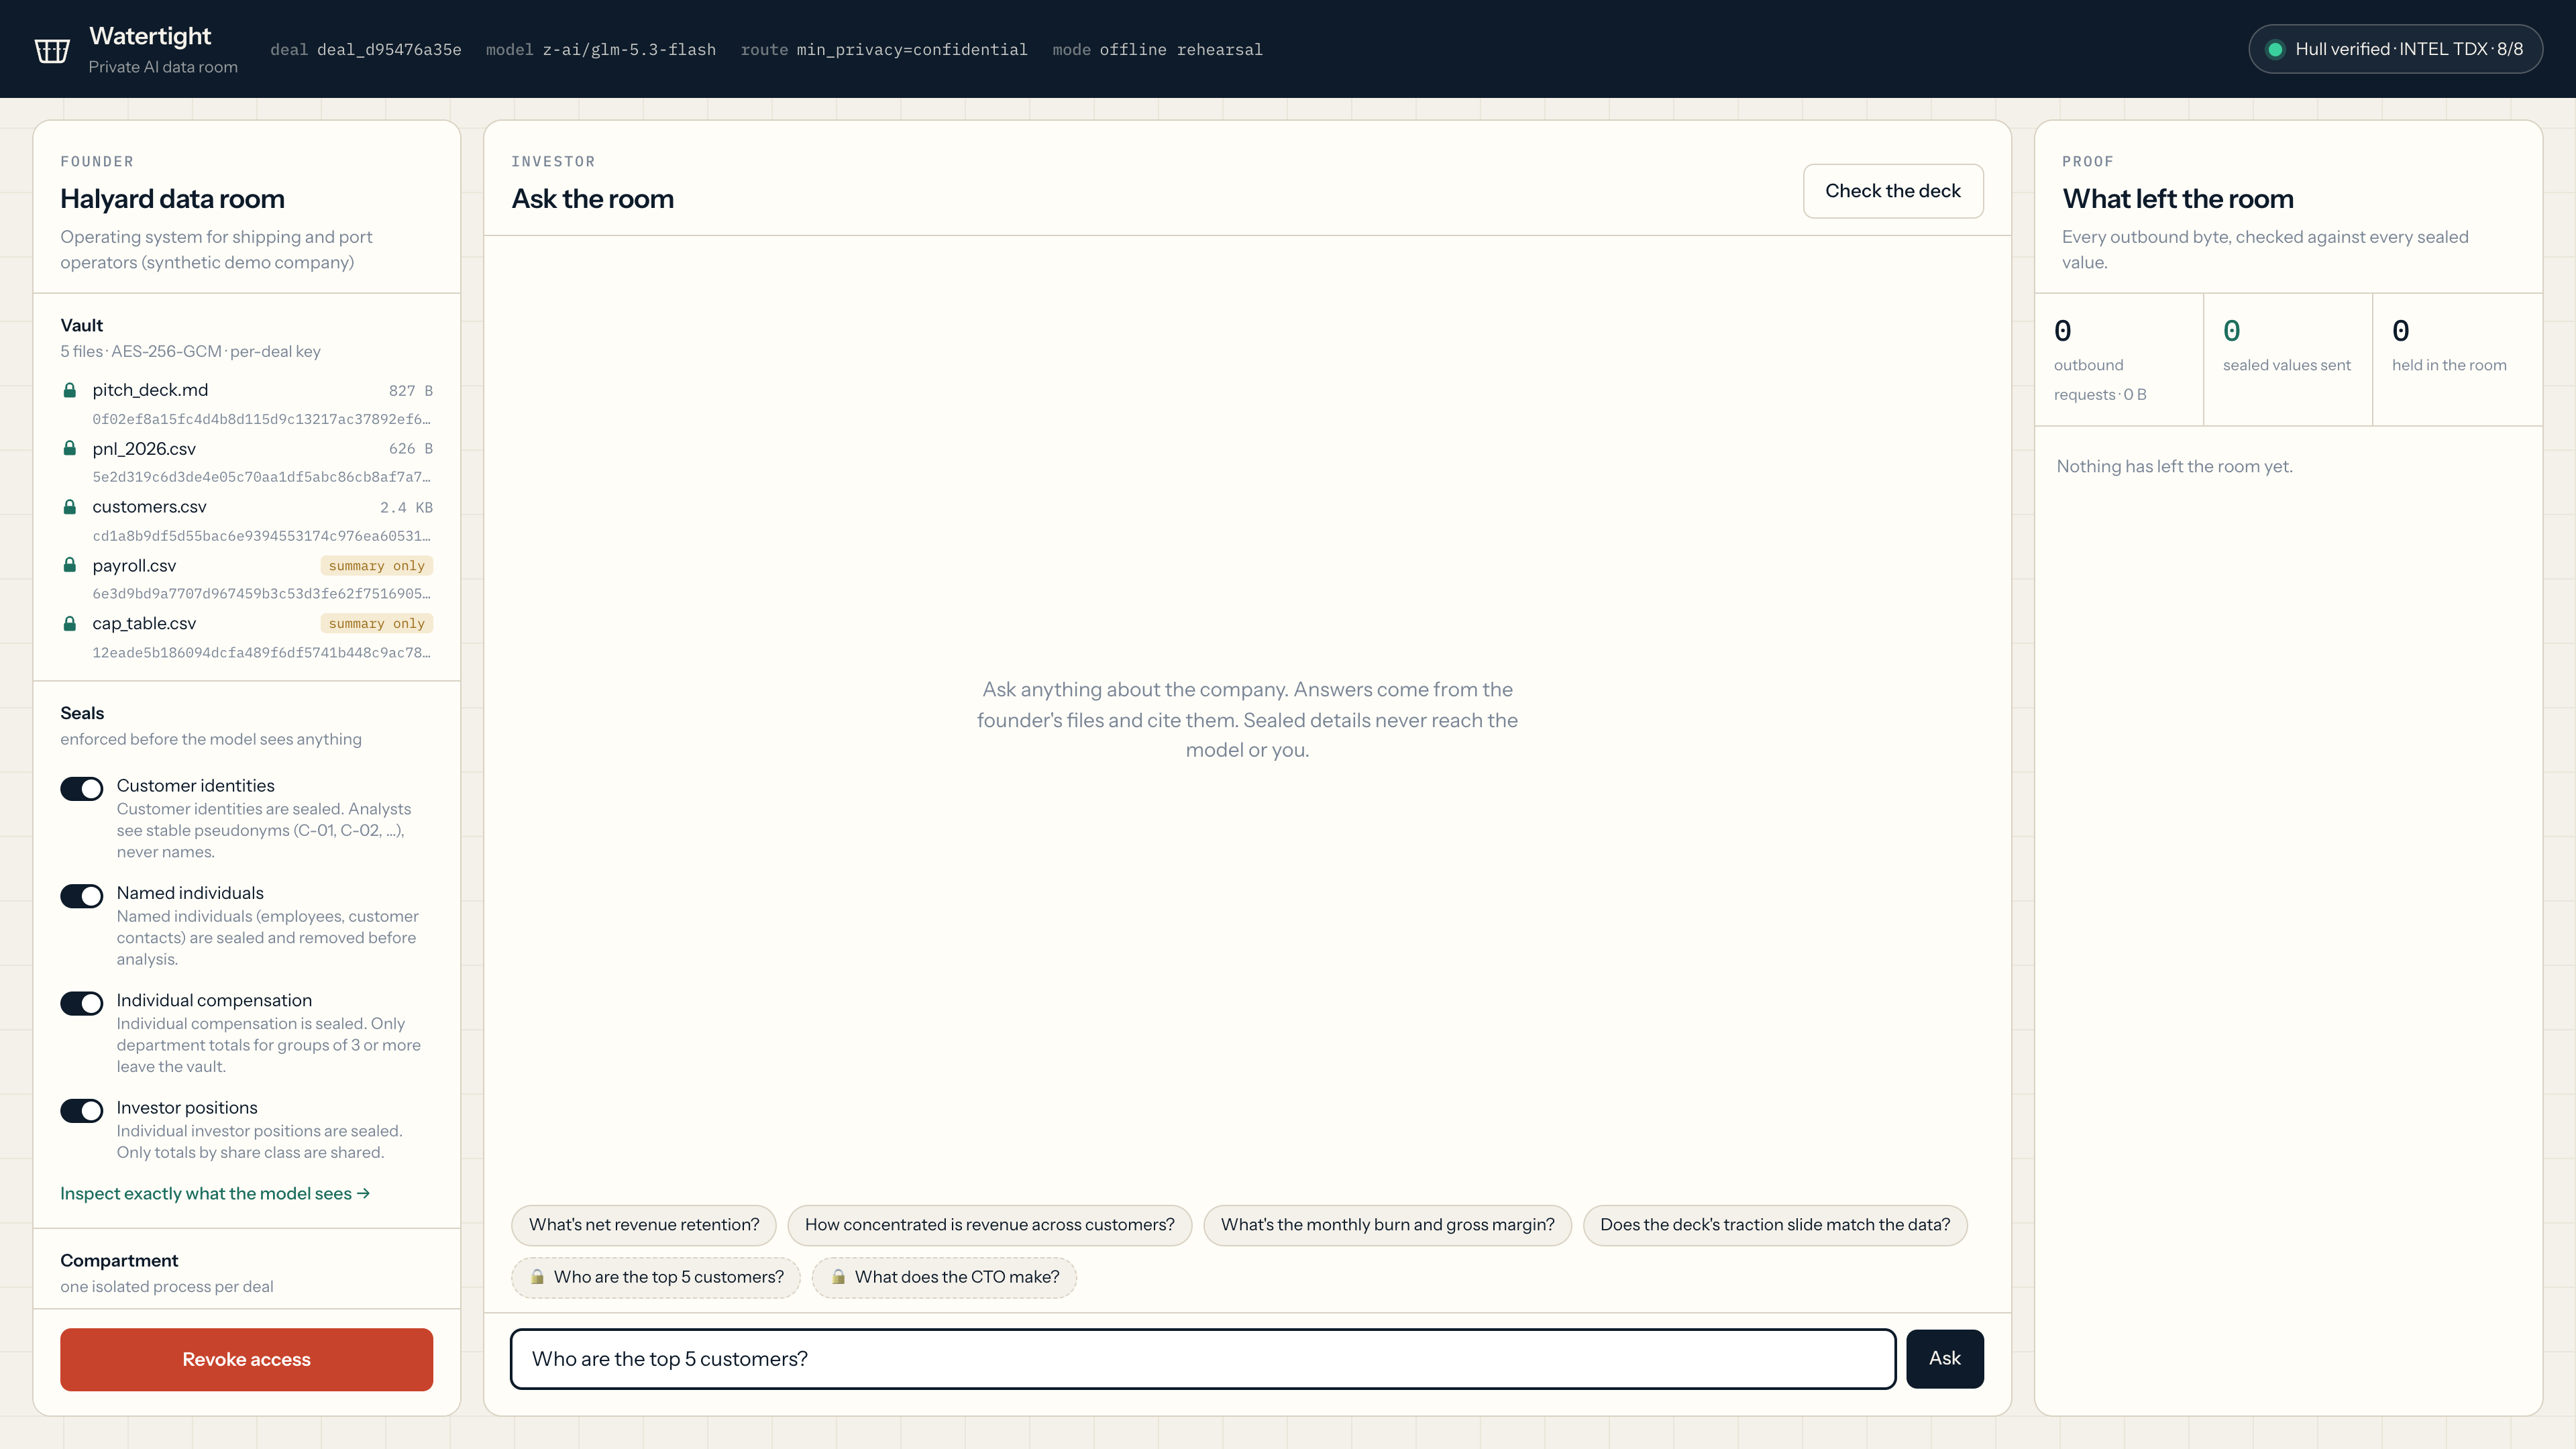 Watertight
Private AI data room
deal deal_d95476a35e model z-ai/glm-5.3-flash route min_privacy=confidential mode offline rehearsal
Hull verified · INTEL TDX · 8/8
FOUNDER
Halyard data room
Operating system for shipping and port
operators (synthetic demo company)
Vault
5 files · AES-256-GCM · per-deal key
pitch_deck.md 827 B
0f02ef8a15fc4d4b8d115d9c13217ac37892ef6…
pnl_2026.csv 626 B
5e2d319c6d3de4e05c70aa1df5abc86cb8af7a7…
customers.csv 2.4 KB
cd1a8b9df5d55bac6e9394553174c976ea60531…
payroll.csv summary only
6e3d9bd9a7707d967459b3c53d3fe62f7516905…
cap_table.csv summary only
12eade5b186094dcfa489f6df5741b448c9ac78…
Seals
enforced before the model sees anything
Customer identities
Customer identities are sealed. Analysts
see stable pseudonyms (C-01, C-02, …),
never names.
Named individuals
Named individuals (employees, customer
contacts) are sealed and removed before
analysis.
Individual compensation
Individual compensation is sealed. Only
department totals for groups of 3 or more
leave the vault.
Investor positions
Individual investor positions are sealed.
Only totals by share class are shared.
Inspect exactly what the model sees →
Compartment
one isolated process per deal
Revoke access
INVESTOR
Ask the room
Check the deck
Ask anything about the company. Answers come from the
founder's files and cite them. Sealed details never reach the
model or you.
What's net revenue retention? How concentrated is revenue across customers? What's the monthly burn and gross margin? Does the deck's traction slide match the data?
🔒 Who are the top 5 customers? 🔒 What does the CTO make?
Who are the top 5 customers? Ask
PROOF
What left the room
Every outbound byte, checked against every sealed
value.
0 0 0
outbound sealed values sent held in the room
requests · 0 B
Nothing has left the room yet.